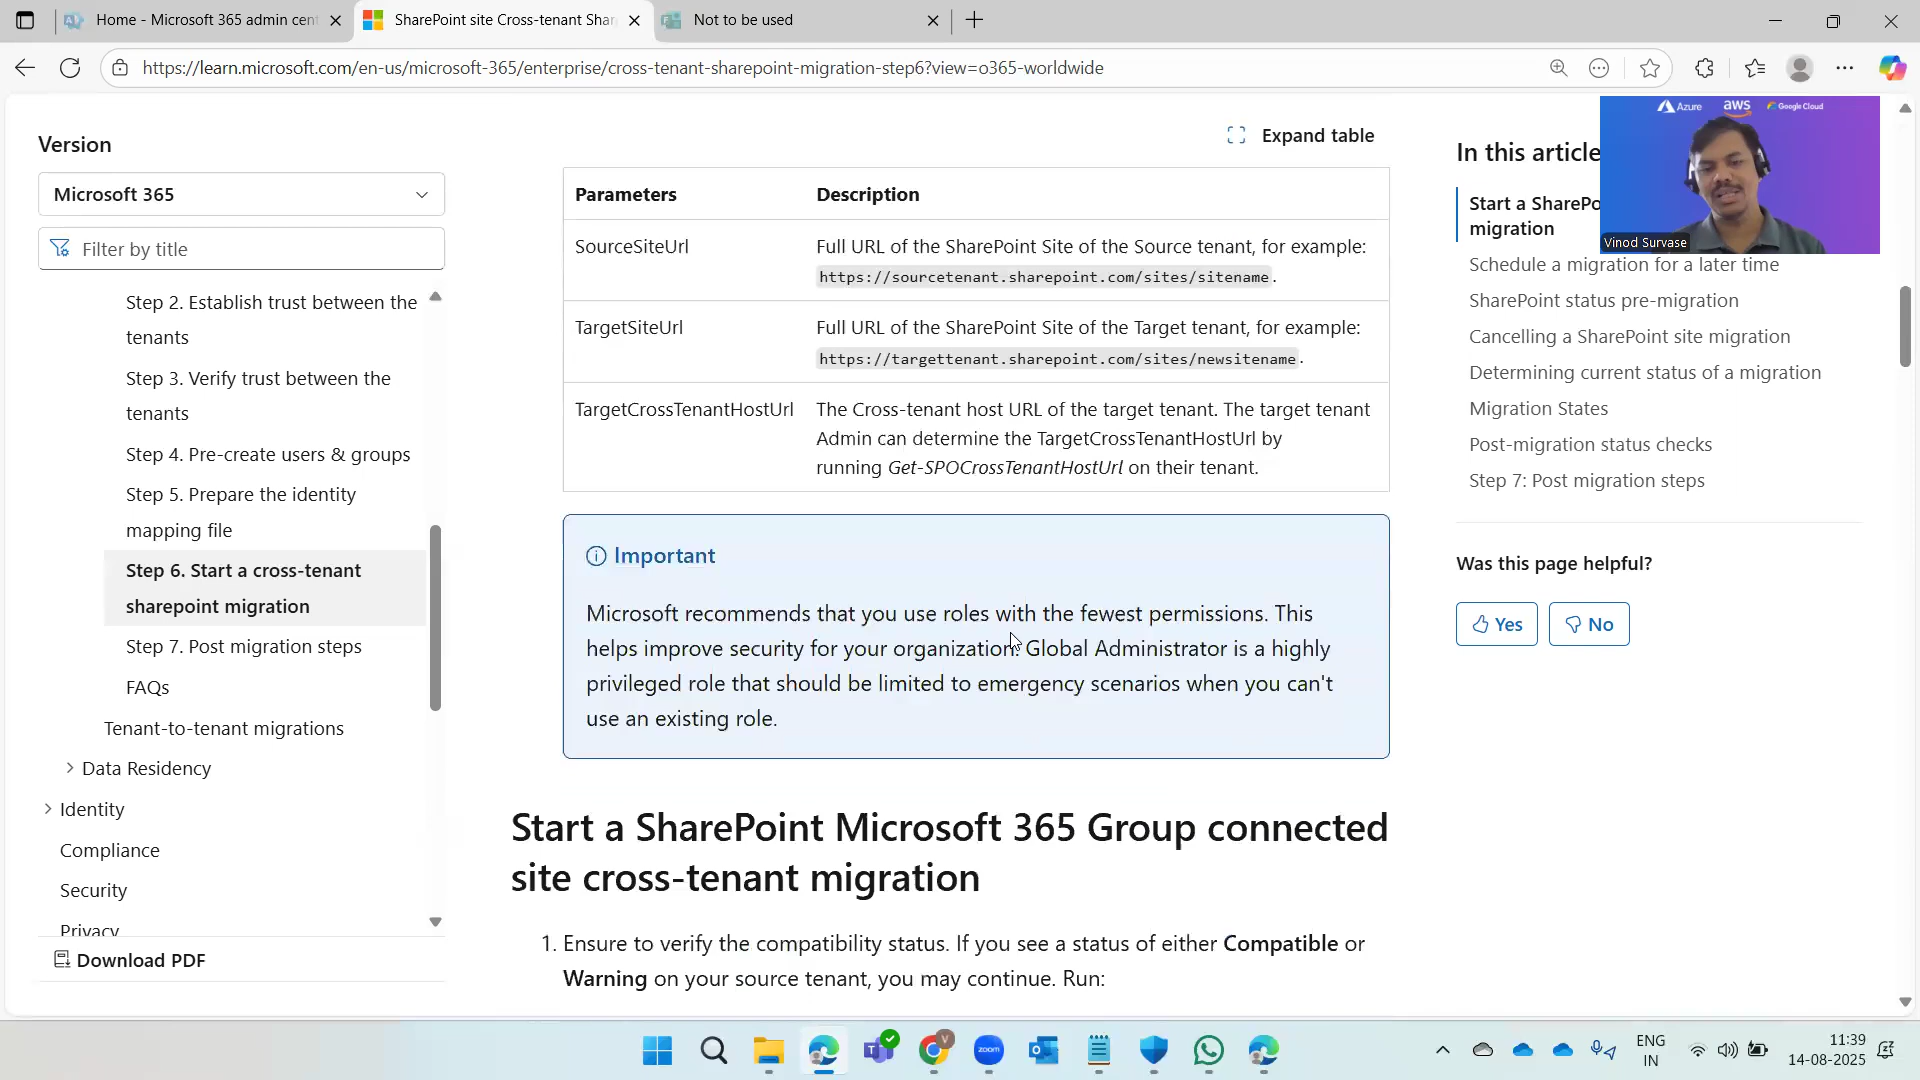 Home - Microsoft 365 admin cent
SharePoint site Cross-tenant Shar
Not to be used
https://learn.microsoft.com/en-us/microsoft-365/enterprise/cross-tenant-sharepoint-migration-step6?view=o365-worldwide
Version
Microsoft 365
Filter by title
Step 2. Establish trust between the
tenants
Step 3. Verify trust between the
tenants
Step 4. Pre-create users & groups
Step 5. Prepare the identity
mapping file
Step 6. Start a cross-tenant
sharepoint migration
Step 7. Post migration steps
FAQs
Tenant-to-tenant migrations
Data Residency
Identity
Compliance
Security
Privacy
Download PDF
Expand table
Parameters Description
SourceSiteUrl Full URL of the SharePoint Site of the Source tenant, for example:
https://sourcetenant.sharepoint.com/sites/sitename.
TargetSiteUrl Full URL of the SharePoint Site of the Target tenant, for example:
https://targettenant.sharepoint.com/sites/newsitename.
TargetCrossTenantHostUrl The Cross-tenant host URL of the target tenant. The target tenant
Admin can determine the TargetCrossTenantHostUrl by
running Get-SPOCrossTenantHostUrl on their tenant.
Important
Microsoft recommends that you use roles with the fewest permissions. This
helps improve security for your organization. Global Administrator is a highly
privileged role that should be limited to emergency scenarios when you can't
use an existing role.
Start a SharePoint Microsoft 365 Group connected
site cross-tenant migration
1. Ensure to verify the compatibility status. If you see a status of either Compatible or
Warning on your source tenant, you may continue. Run:
In this article
Start a SharePo
migration
Schedule a migration for a later time
SharePoint status pre-migration
Cancelling a SharePoint site migration
Determining current status of a migration
Migration States
Post-migration status checks
Step 7: Post migration steps
Was this page helpful?
Yes
No
Azure aws Google Cloud
Vinod Survase
zoom
V
ENG
IN
11:39
14-08-2025